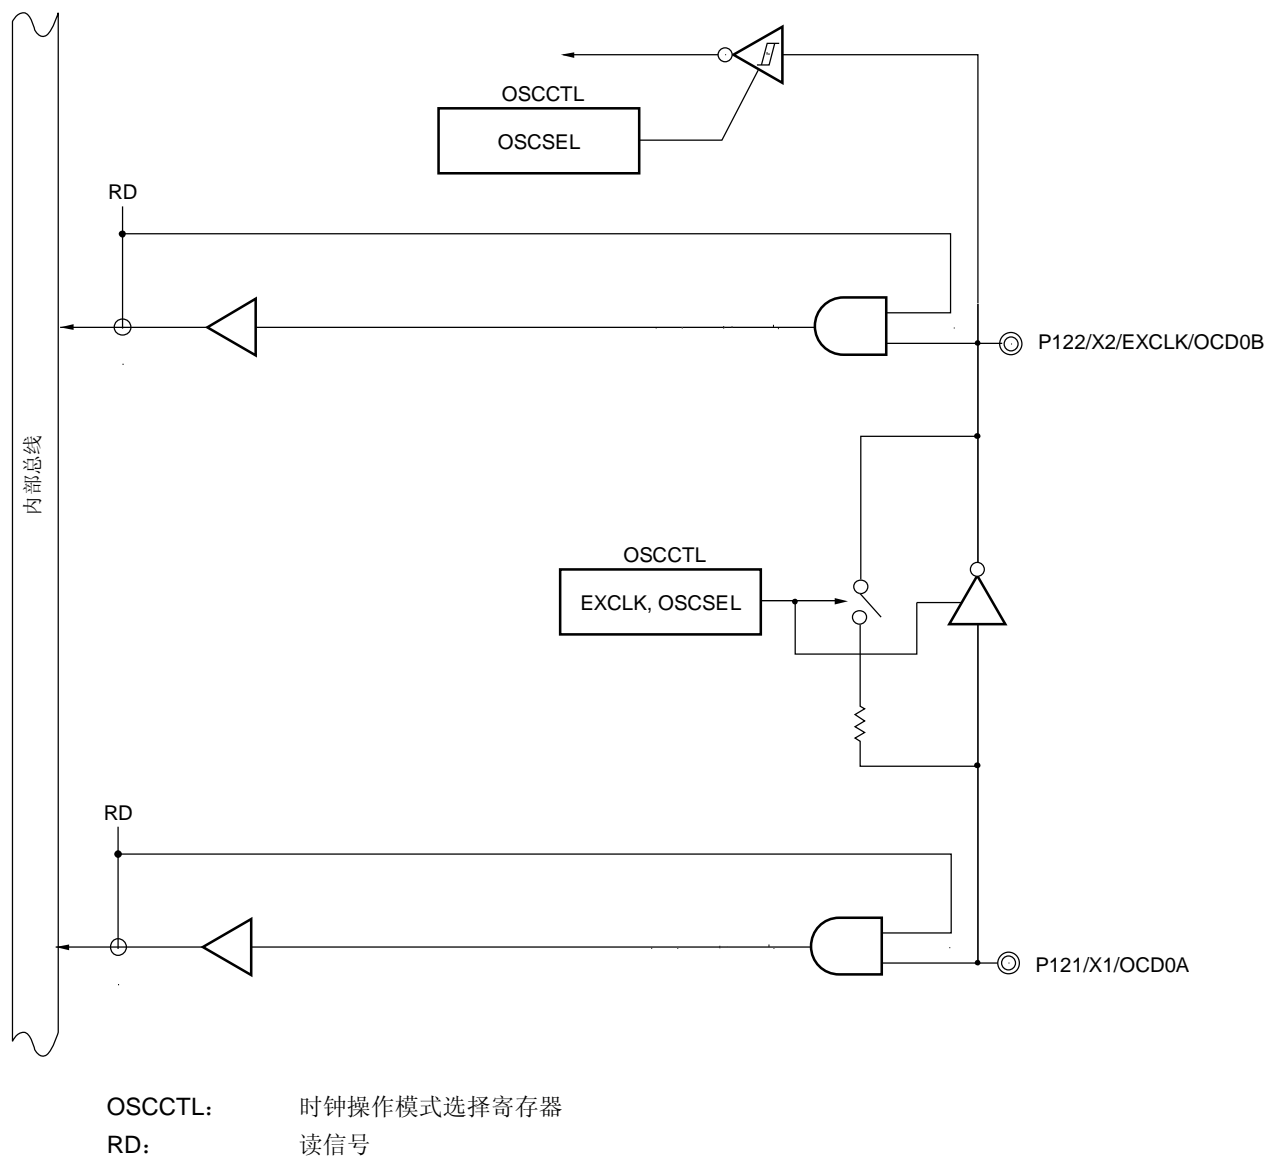 OSCCTL
OSCSEL
RD
P122/X2/EXCLK/OCD0B
内部总线
OSCCTL
EXCLK, OSCSEL
RD
P121/X1/OCD0A
OSCCTL： 时钟操作模式选择寄存器
RD： 读信号